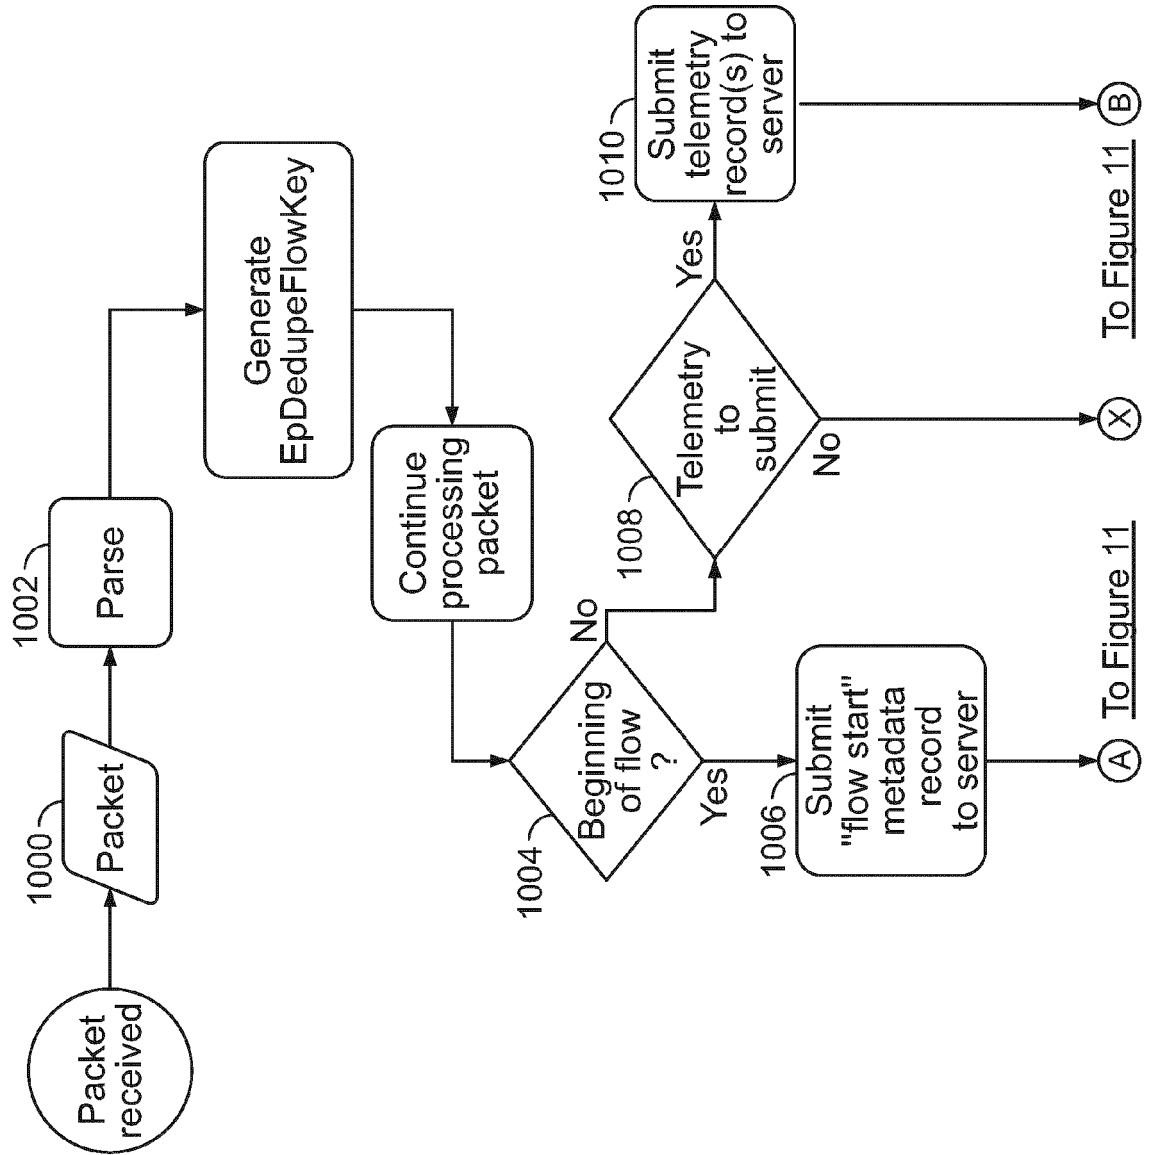 Packet
received
1000
Packet
1002
Parse
Generate
EpDedupeFlowKey
Continue
processing
packet
1004
Beginning
of flow
?
No
Yes
1006
Submit
"flow start"
metadata
record
to server
A
To Figure 11
1008
Telemetry
to
submit
Yes
No
X
1010
Submit
telemetry
record(s) to
server
B
To Figure 11